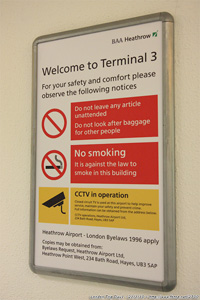 BAA Heathrow
Welcome to Terminal 3
For your safety and comfort please
observe the following notices
Do not leave any article
unattended
Do not look after baggage
for other people
No smoking
It is against the law to
smoke in this building
CCTV in operation
Heathrow Airport - London Byelaws 1996 apply
Copies may be obtained from:
Byelaws Request, Heathrow Airport Ltd,
Heathrow Point West, 234 Bath Road, Hayes, UB3 5AP